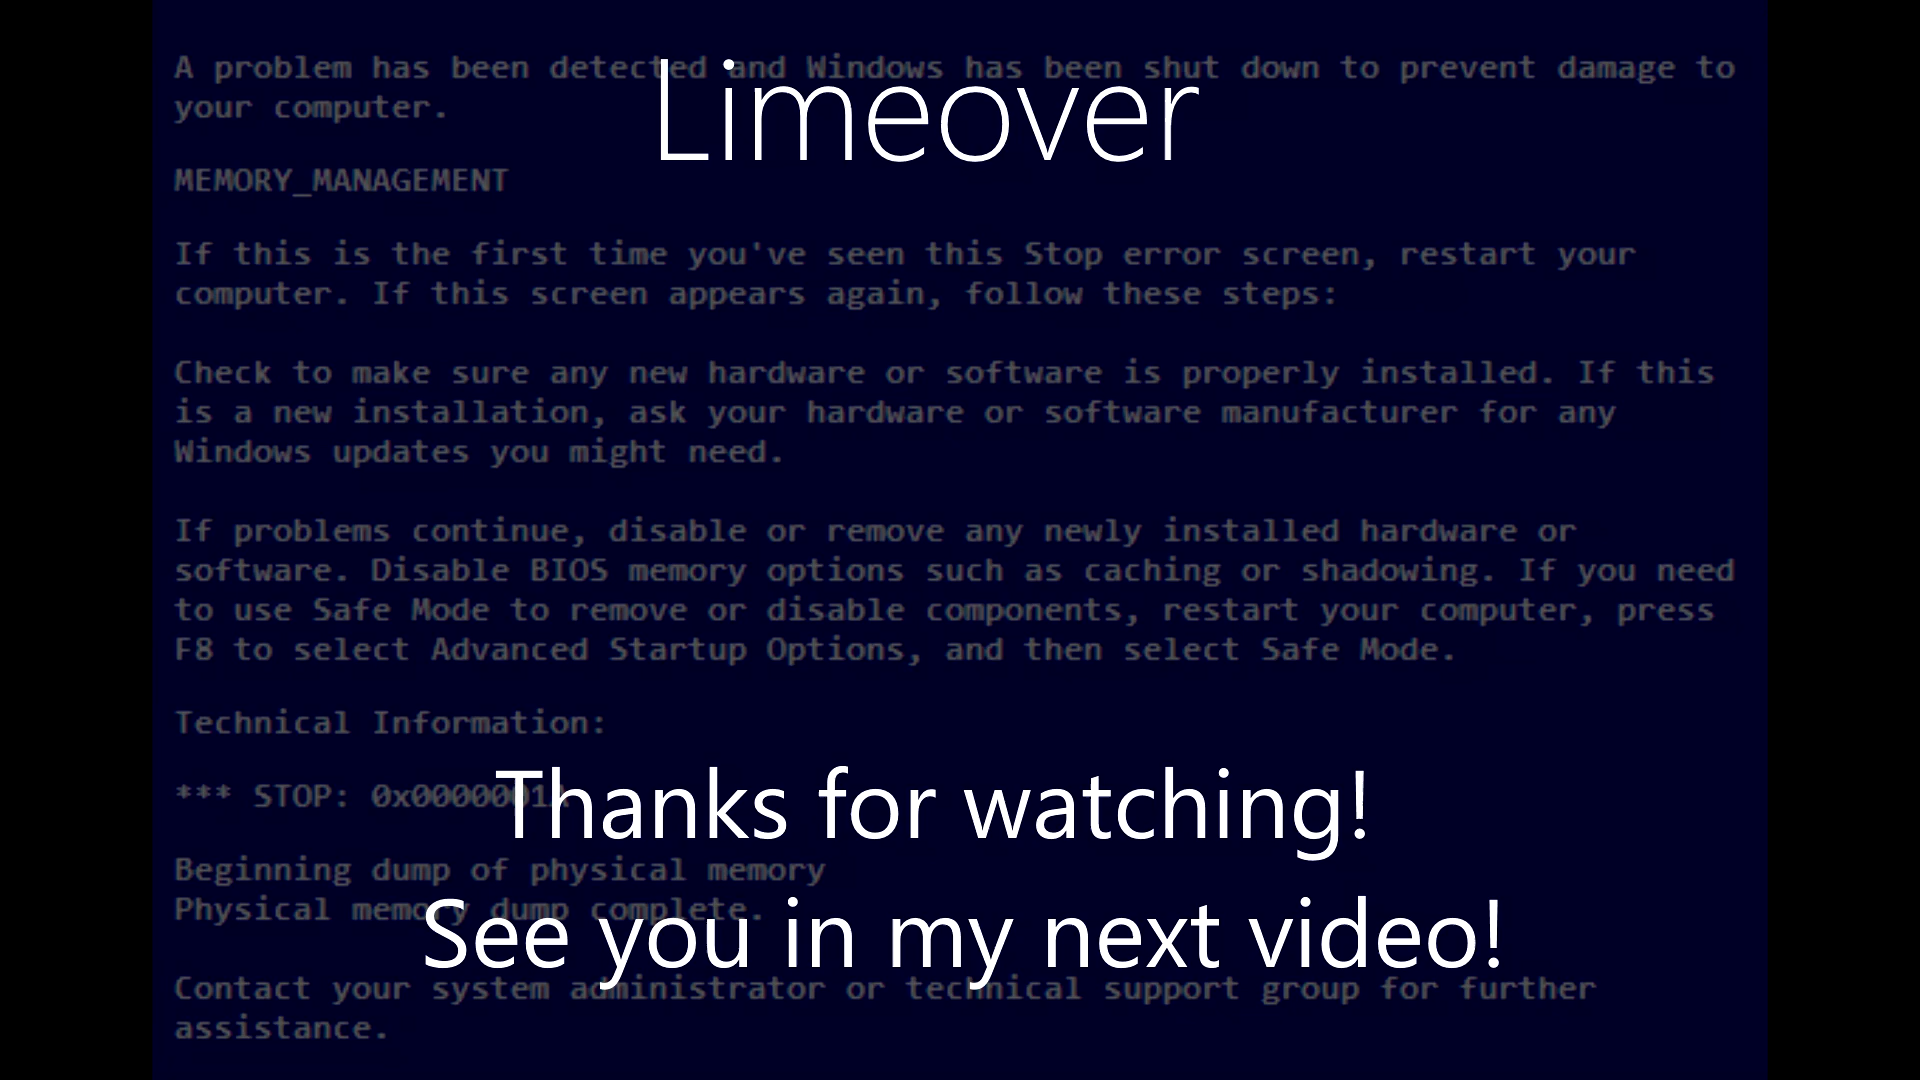 Limeover
A problem has been detected and Windows has been shut down to prevent damage to
your computer.
MEMORY_MANAGEMENT
If this is the first time you've seen this Stop error screen, restart your
computer. If this screen appears again, follow these steps:
Check to make sure any new hardware or software is properly installed. If this
is a new installation, ask your hardware or software manufacturer for any
Windows updates you might need.
If problems continue, disable or remove any newly installed hardware or
software. Disable BIOS memory options such as caching or shadowing. If you need
to use Safe Mode to remove or disable components, restart your computer, press
F8 to select Advanced Startup Options, and then select Safe Mode.
Technical Information:
*** STOP: 0x0000001A
Thanks for watching!
Beginning dump of physical memory
Physical memory dump complete.
See you in my next video!
Contact your system administrator or technical support group for further
assistance.